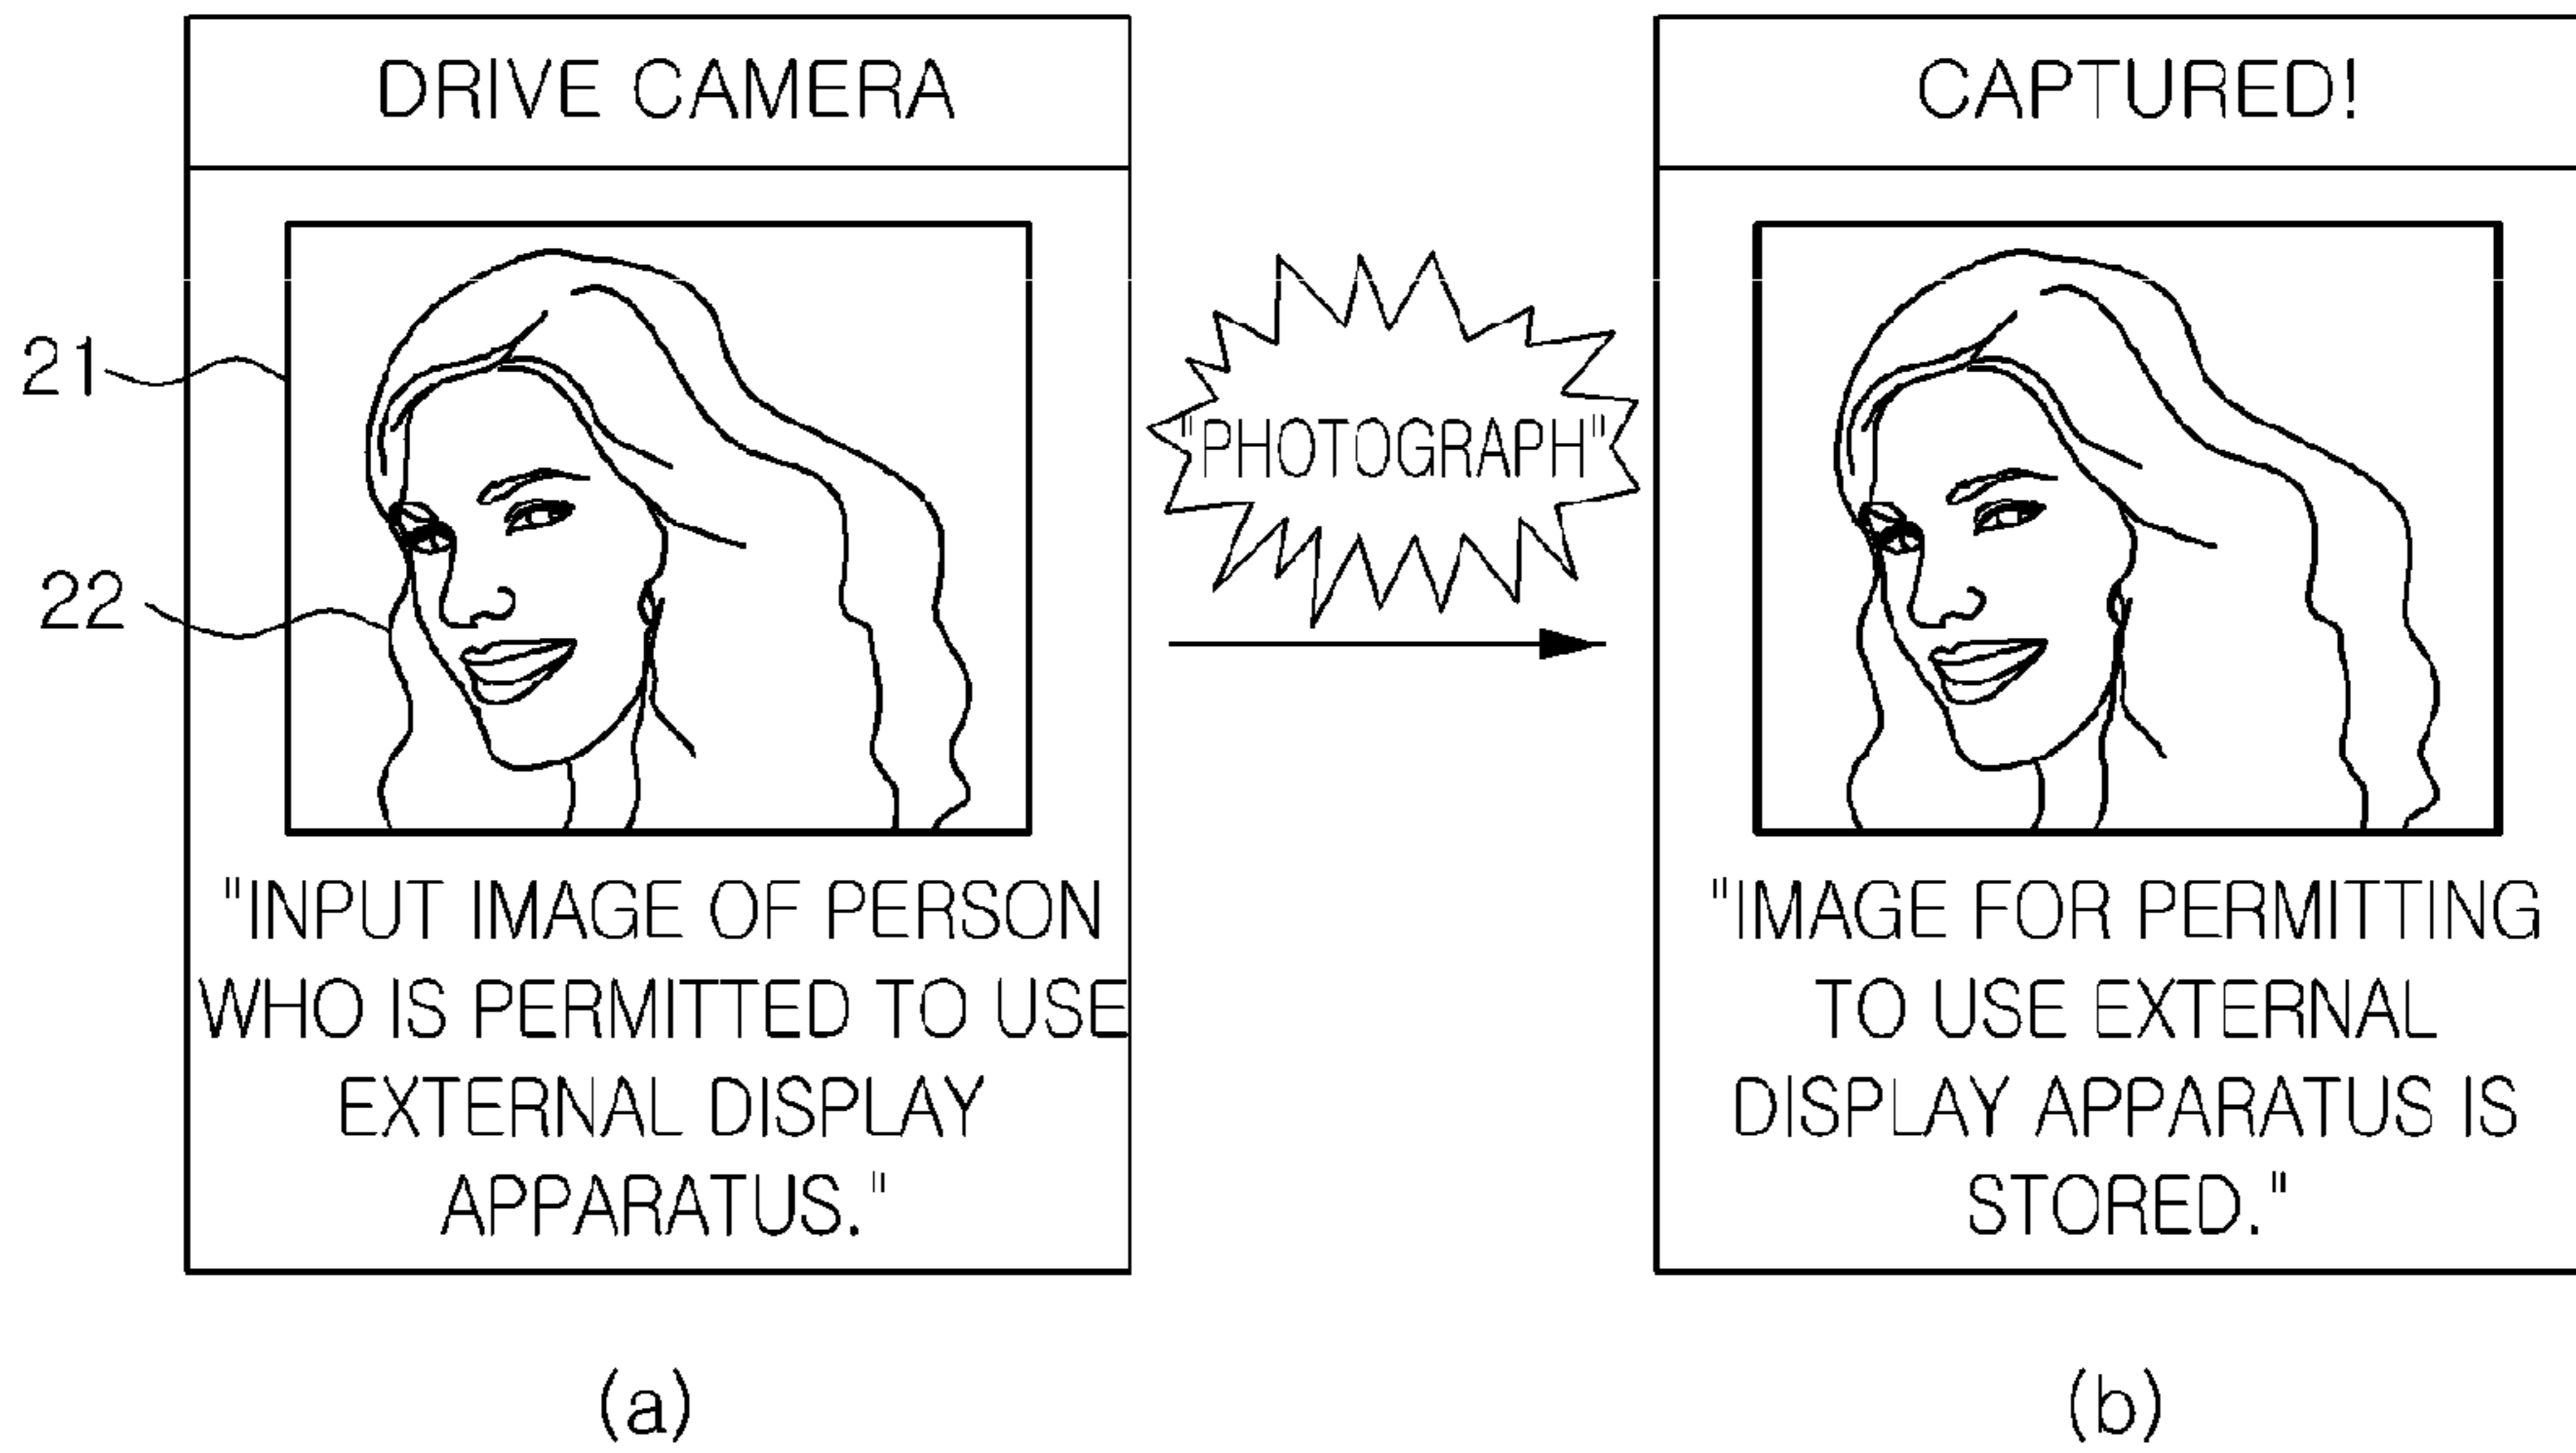 DRIVE CAMERA
21
22
"INPUT IMAGE OF PERSON
WHO IS PERMITTED TO USE
EXTERNAL DISPLAY
APPARATUS."
(a)
"PHOTOGRAPH"
CAPTURED!
"IMAGE FOR PERMITTING
TO USE EXTERNAL
DISPLAY APPARATUS IS
STORED."
(b)